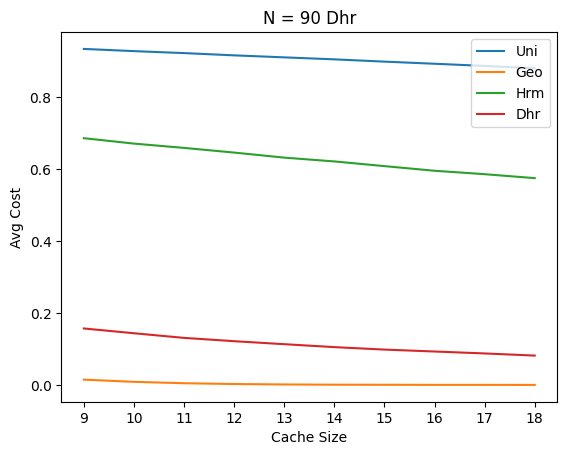 N = 90 Dhr
Uni
Geo
Hrm
Dhr
Avg Cost
0.8
0.6
0.4
0.2
0.0
9 10 11 12 13 14 15 16 17 18
Cache Size